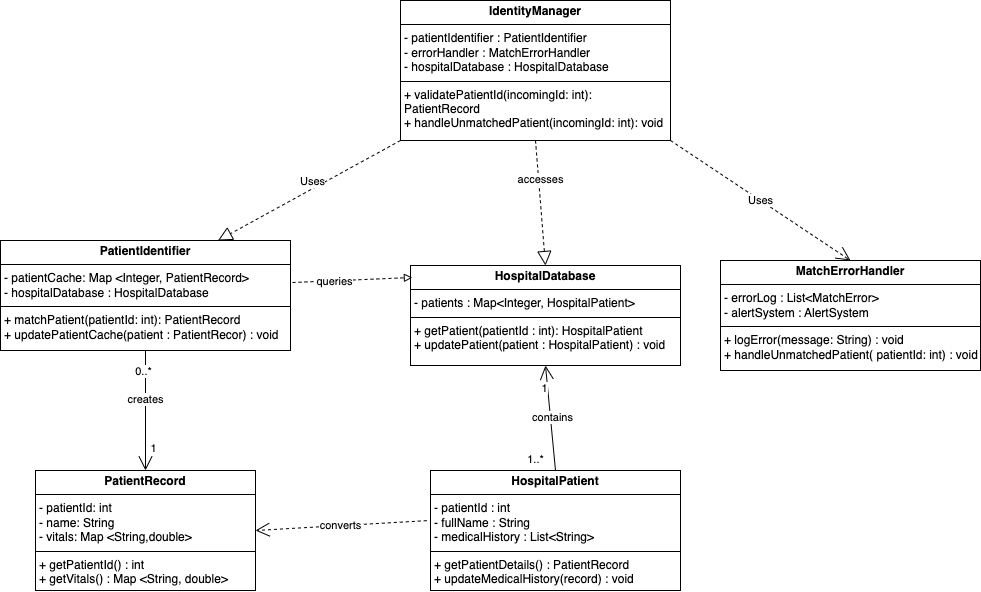 IdentityManager
- patientIdentifier : PatientIdentifier
- errorHandler : MatchErrorHandler
- hospitalDatabase : HospitalDatabase
+ validatePatientId(incomingId: int):
PatientRecord
+ handleUnmatchedPatient(incomingId: int): void
Uses
accesses
Uses
PatientIdentifier
- patientCache: Map <Integer, PatientRecord>
- hospitalDatabase : HospitalDatabase
+ matchPatient(patientId: int): PatientRecord
+ updatePatientCache(patient : PatientRecor) : void
queries
HospitalDatabase
- patients : Map<Integer, HospitalPatient>
+ getPatient(patientId : int): HospitalPatient
+ updatePatient(patient : HospitalPatient) : void
MatchErrorHandler
- errorLog : List<MatchError>
- alertSystem : AlertSystem
+ logError(message: String) : void
+ handleUnmatchedPatient( patientId: int) : void
0..*
creates
1
1
contains
1..*
PatientRecord
- patientId: int
- name: String
- vitals: Map <String,double>
+ getPatientId() : int
+ getVitals() : Map <String, double>
converts
HospitalPatient
- patientId : int
- fullName : String
- medicalHistory : List<String>
+ getPatientDetails() : PatientRecord
+ updateMedicalHistory(record) : void